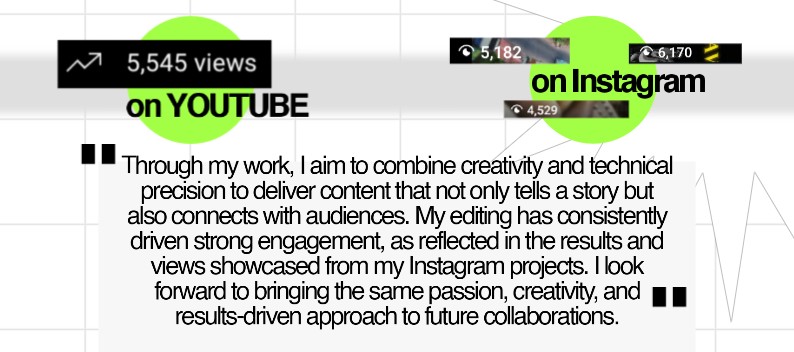 5,545 views
on YOUTUBE
5,182
6,170
on Instagram
4,529
" Through my work, I aim to combine creativity and technical
precision to deliver content that not only tells a story but
also connects with audiences. My editing has consistently
driven strong engagement, as reflected in the results and
views showcased from my Instagram projects. I look
forward to bringing the same passion, creativity, and "
results-driven approach to future collaborations.